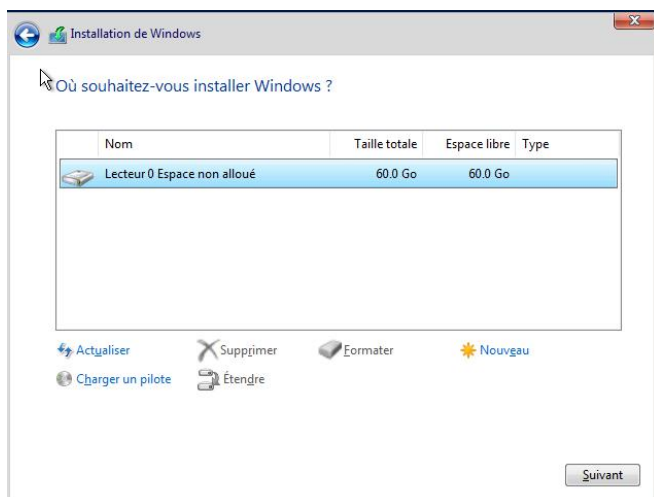 Installation de Windows
Où souhaitez-vous installer Windows ?
Nom Taille totale Espace libre Type
Lecteur 0 Espace non alloué 60.0 Go 60.0 Go
Actualiser Supprimer Formater Nouveau
Charger un pilote Étendre
Suivant